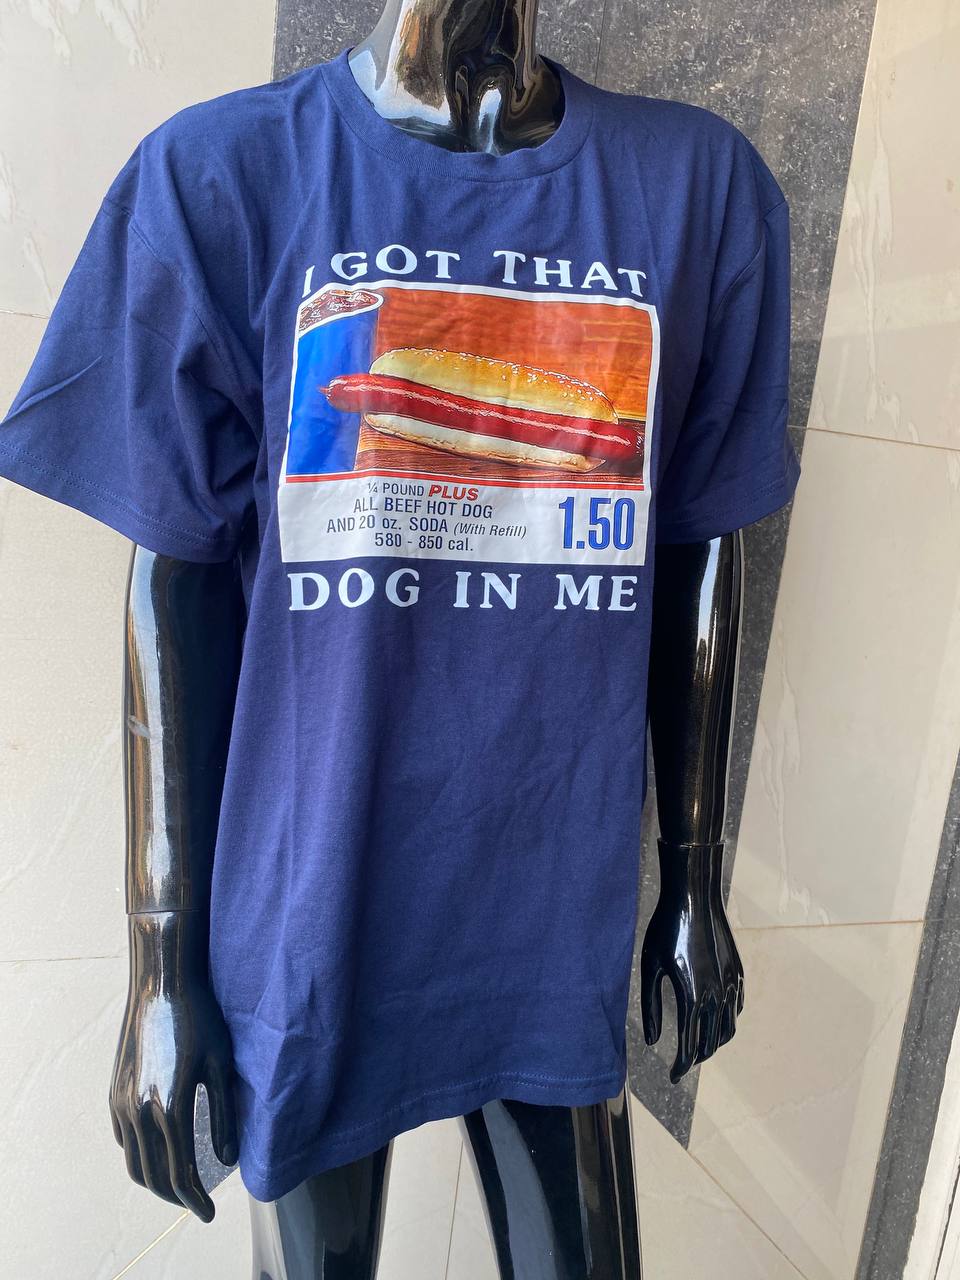 I GOT THAT
¼ POUND PLUS
ALL BEEF HOT DOG
AND 20 oz. SODA (With Refill)
580 - 850 cal.
1.50
DOG IN ME